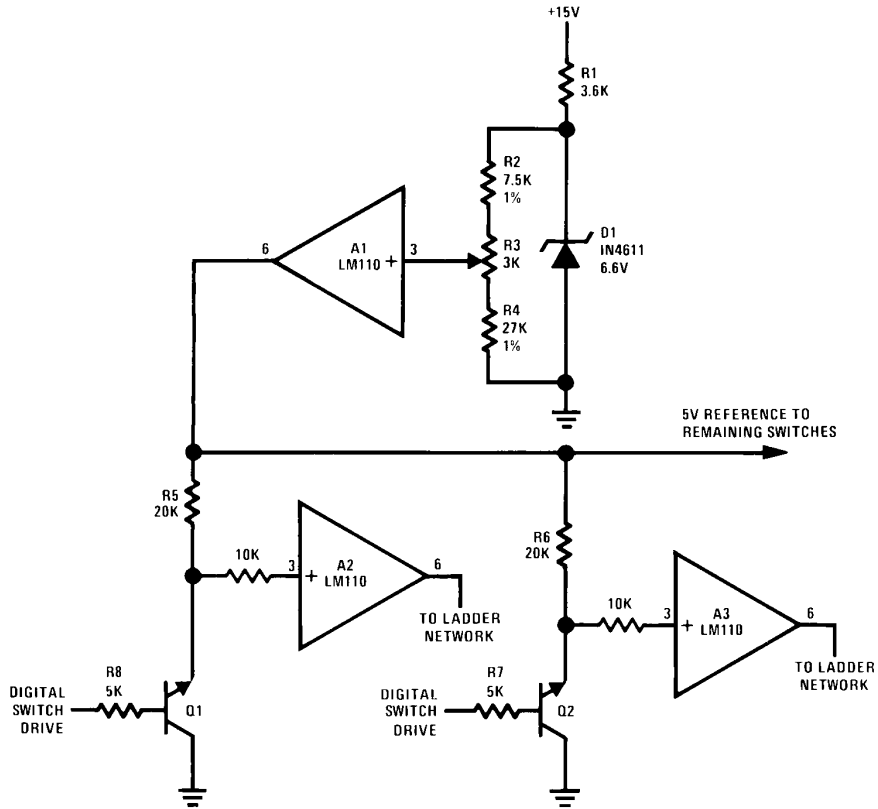 +15V
R1
3.6K
R2
7.5K
1%
R3
3K
R4
27K
1%
D1
IN4611
6.6V
6
A1
LM110
+
3
5V REFERENCE TO
REMAINING SWITCHES
R5
20K
10K
3
+
A2
LM110
6
TO LADDER
NETWORK
R6
20K
10K
3
+
A3
LM110
6
TO LADDER
NETWORK
R8
5K
DIGITAL
SWITCH
DRIVE
Q1
R7
5K
DIGITAL
SWITCH
DRIVE
Q2